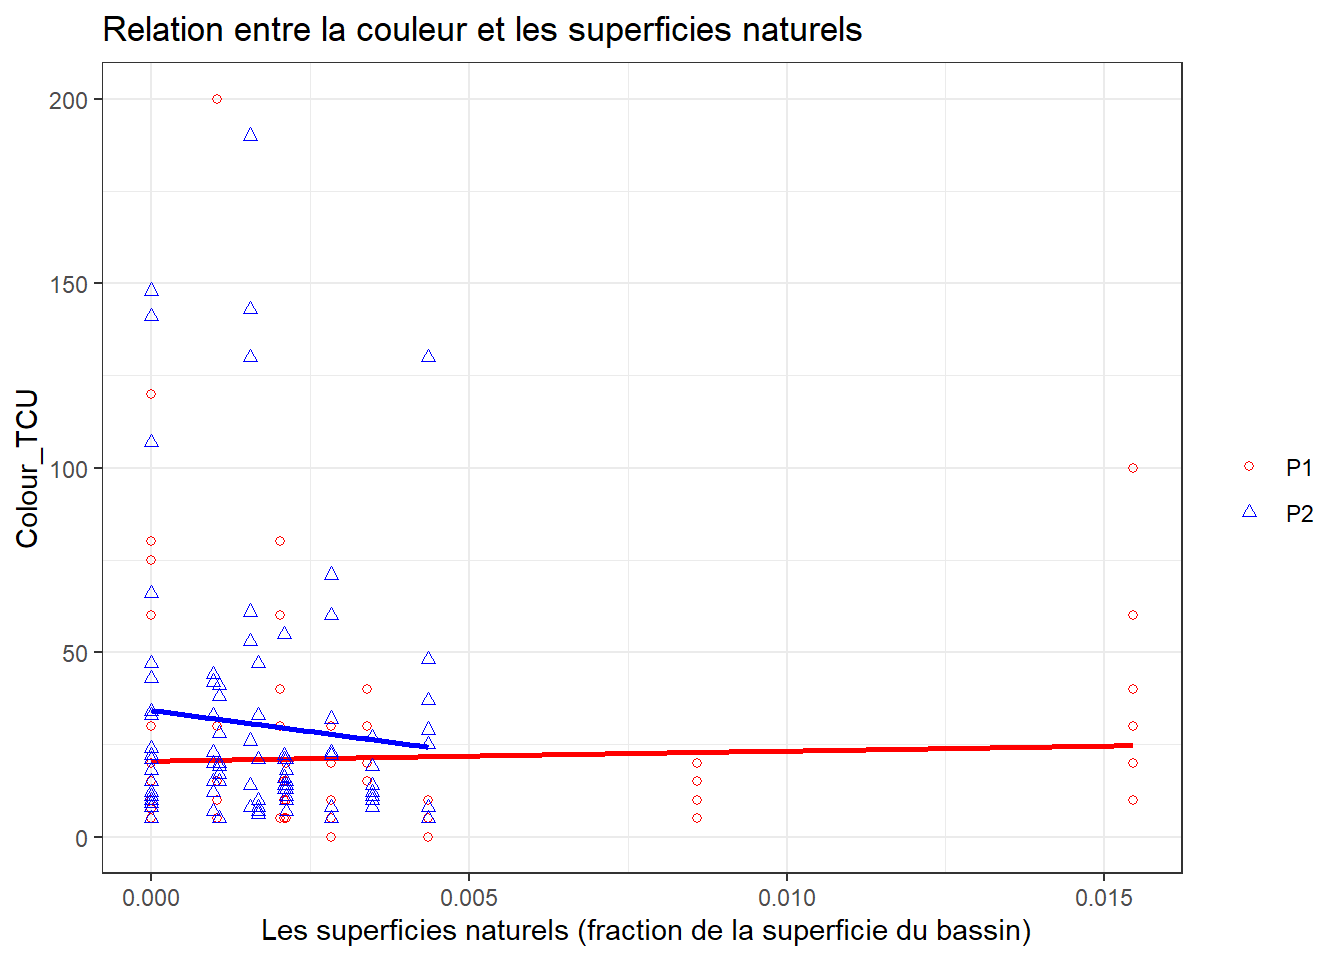 Relation entre la couleur et les superficies naturels
200
150
100
50
0
Colour_TCU
0.000
0.005
0.010
0.015
Les superficies naturels (fraction de la superficie du bassin)
P1
P2